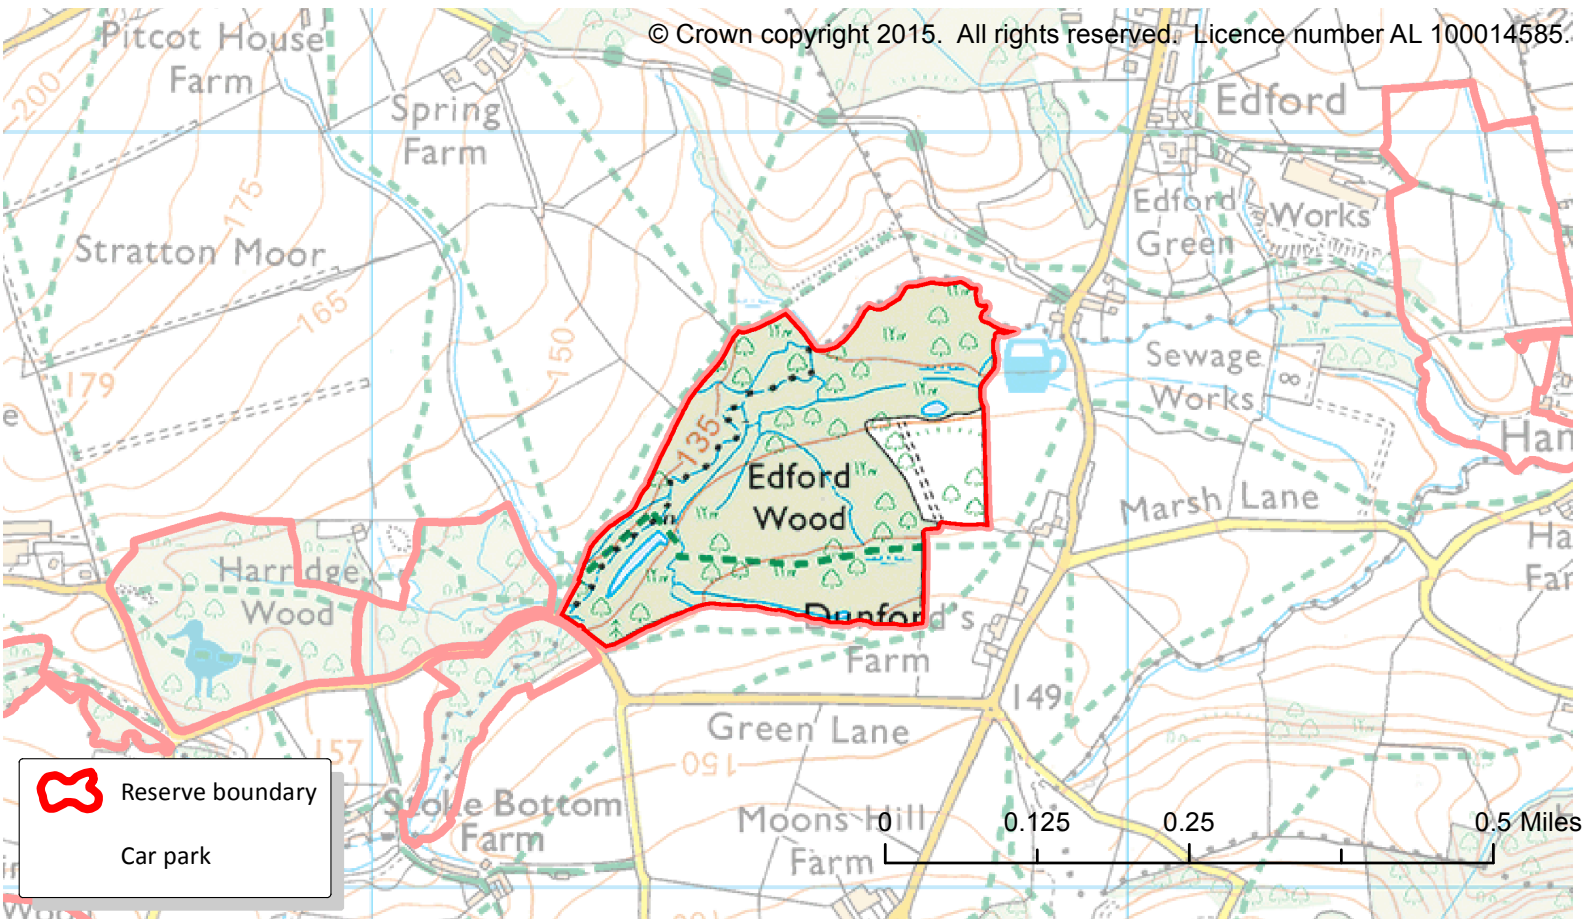 © Crown copyright 2015. All rights reserved. Licence number AL 100014585.
Pitcot House
Farm
200
Spring
Farm
Edford
175
Edford
Green
Works
Stratton Moor
165
150
179
Sewage
Works
135
Edford
Wood
Marsh Lane
Harridge
Wood
Dunford's
Farm
149
Green Lane
157
150
Stoke Bottom
Farm
Moons Hill
Farm
Reserve boundary
Car park
0 0.125 0.25 0.5 Miles